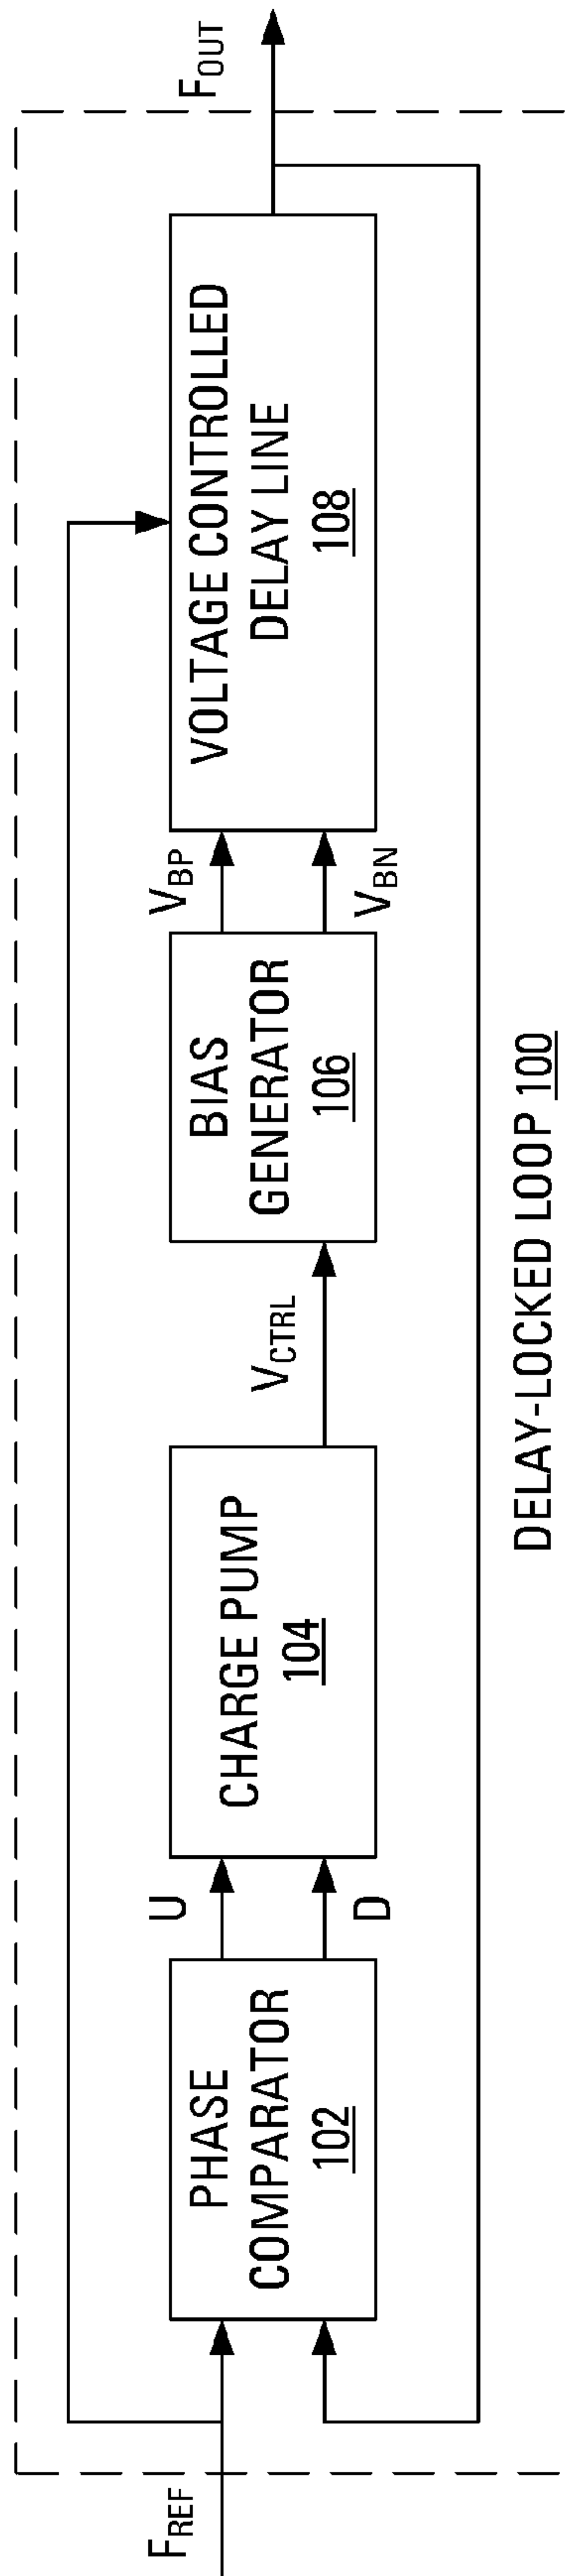 F_REF
PHASE
COMPARATOR
102
U
D
CHARGE PUMP
104
V_CTRL
BIAS
GENERATOR
106
V_BP
V_BN
VOLTAGE CONTROLLED
DELAY LINE
108
F_OUT
DELAY-LOCKED LOOP 100